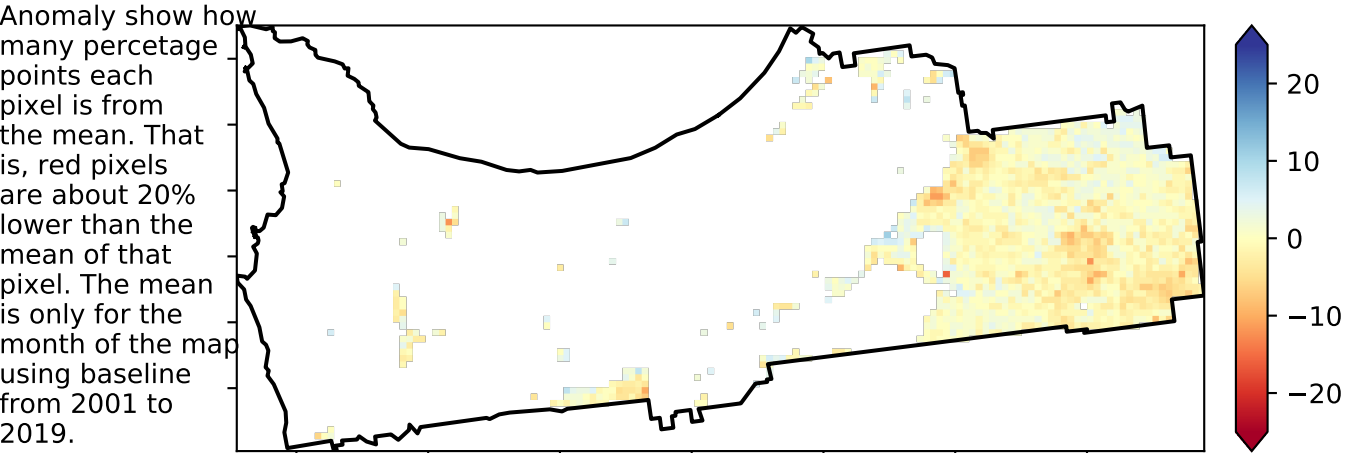 Anomaly show how
many percetage
points each
pixel is from
the mean. That
is, red pixels
are about 20%
lower than the
mean of that
pixel. The mean
is only for the
month of the map
using baseline
from 2001 to
2019.
20
10
0
−10
−20